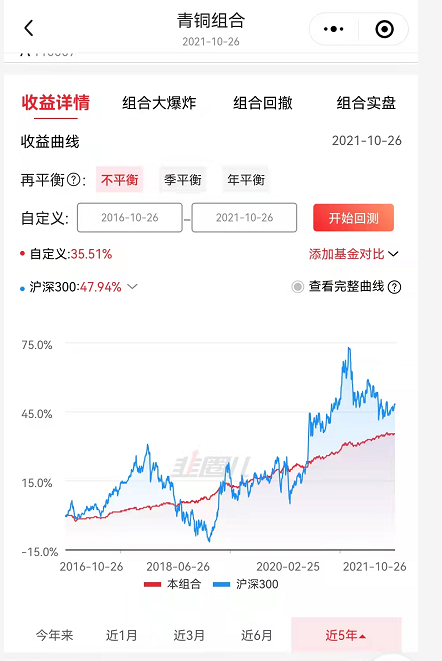 青铜组合
2021-10-26
收益详情 组合大爆炸 组合回撤 组合实盘
收益曲线 2021-10-26
再平衡?: 不平衡 季平衡 年平衡
自定义: 2016-10-26 - 2021-10-26 开始回测
自定义:35.51% 添加基金对比
沪深300:47.94% 查看完整曲线 ?
75.0%
45.0%
15.0%
-15.0%
韭圈儿
2016-10-26 2018-06-26 2020-02-25 2021-10-26
本组合 沪深300
今年来 近1月 近3月 近6月 近5年